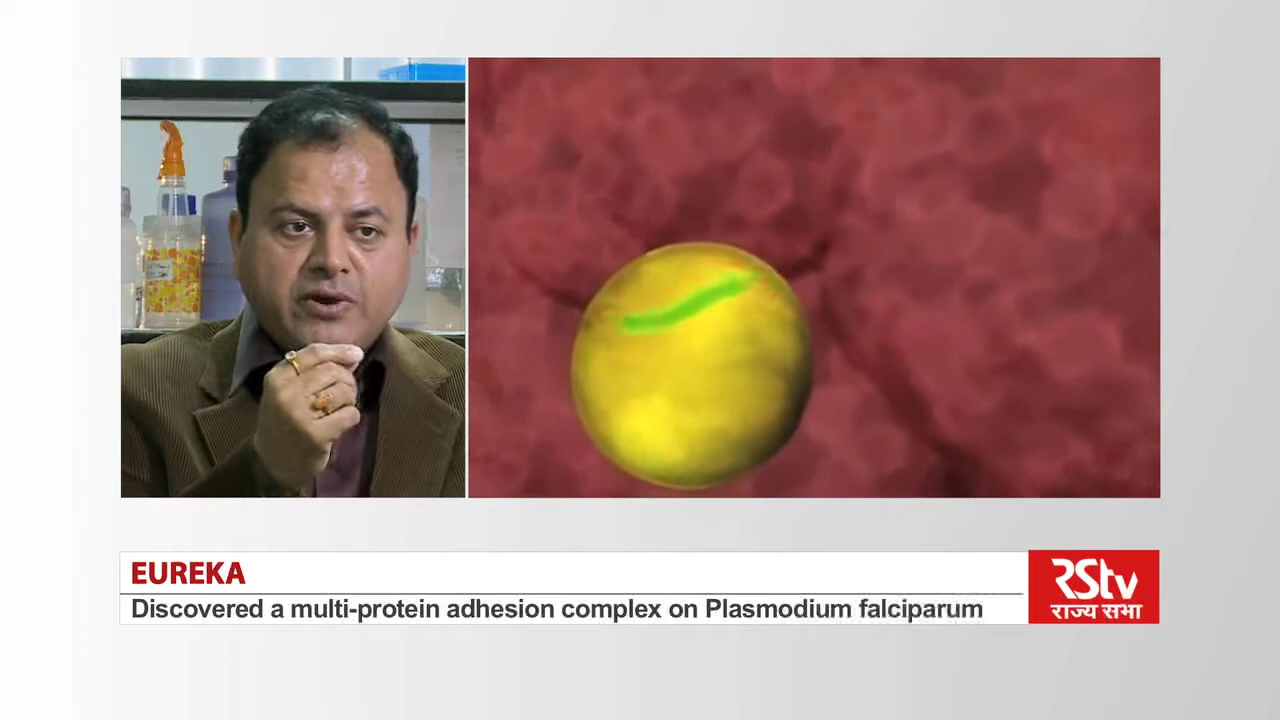 EUREKA
Discovered a multi-protein adhesion complex on Plasmodium falciparum
RStv
राज्य सभा